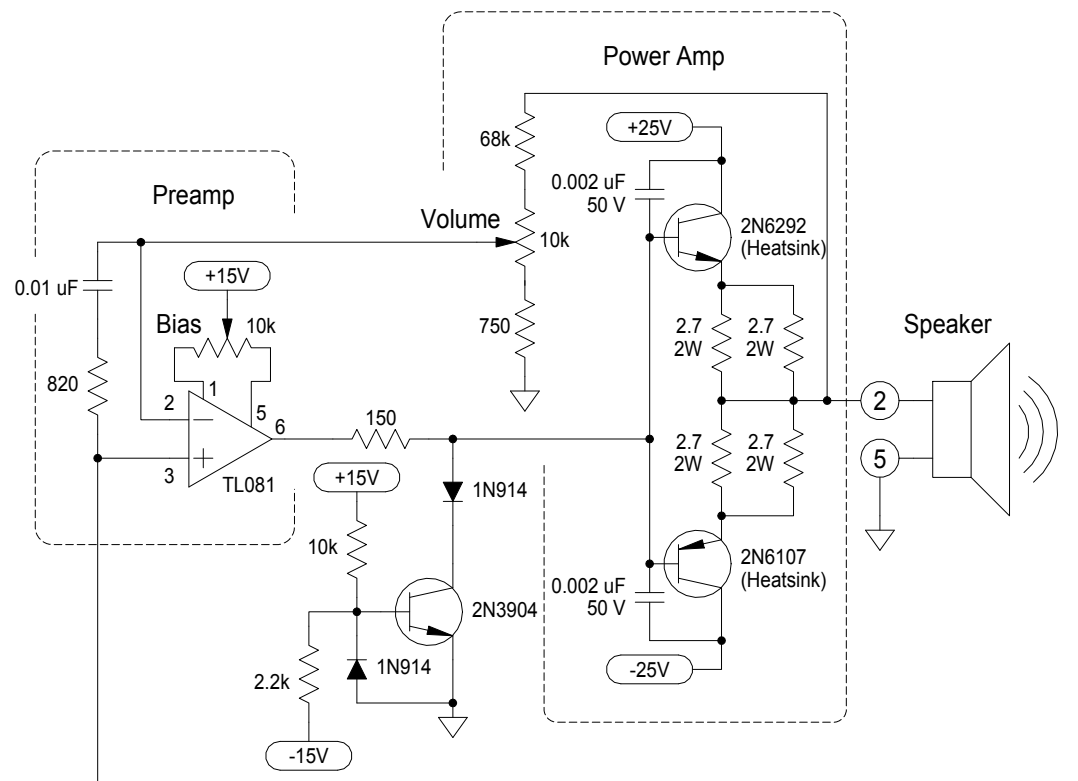 Power Amp
+25V
68k
0.002 uF
50 V
Preamp
Volume
10k
2N6292
(Heatsink)
+15V
0.01 uF
Bias
10k
750
2.7
2W
2.7
2W
Speaker
820
1
2
5
6
3
TL081
150
2
5
2.7
2W
2.7
2W
+15V
1N914
10k
2N6107
(Heatsink)
0.002 uF
50 V
2N3904
1N914
2.2k
-25V
-15V